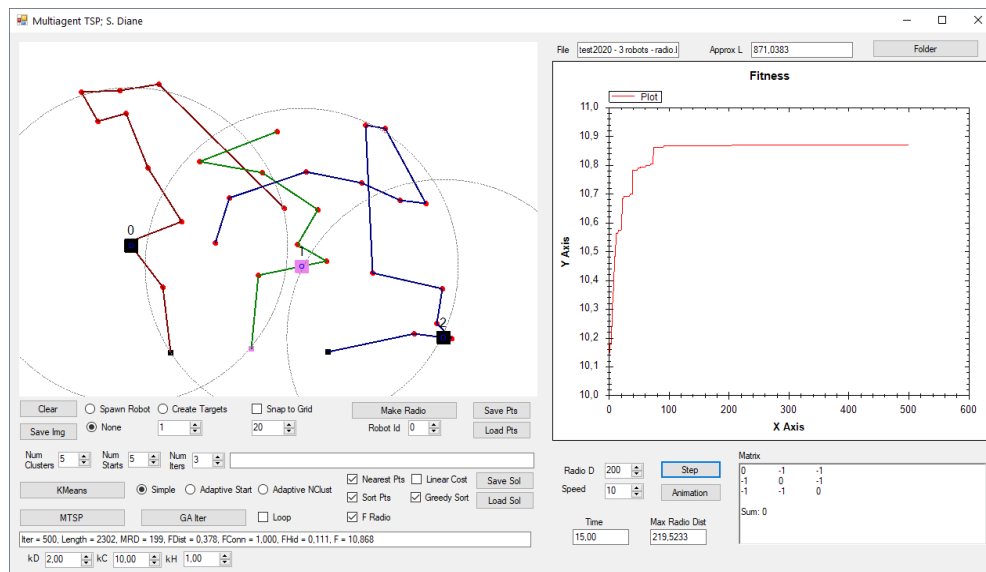 Multiagent TSP; S. Diane
File test2020 - 3 robots - radio.l Approx L 871,0383 Folder
Fitness
Plot
11,0
10,9
10,8
10,7
10,6
10,5
10,4
10,3
10,2
10,1
10,0
Y Axis
0 100 200 300 400 500 600
X Axis
0
1
2
Clear Spawn Robot Create Targets Snap to Grid Make Radio Save Pts
Save Img None 1 20 Robot Id 0 Load Pts
Num Clusters 5 Num Starts 5 Num Iters 3
KMeans Simple Adaptive Start Adaptive NClust Nearest Pts Linear Cost Save Sol
Sort Pts Greedy Sort Load Sol
MTSP GA Iter Loop F Radio
Iter = 500, Length = 2302, MRD = 199, FDist = 0,378, FConn = 1,000, FHid = 0,111, F = 10,868
kD 2,00 kC 10,00 kH 1,00
Radio D 200 Step
Speed 10 Animation
Time Max Radio Dist
15,00 219,5233
Matrix
0 -1 -1
-1 0 -1
-1 -1 0
Sum: 0